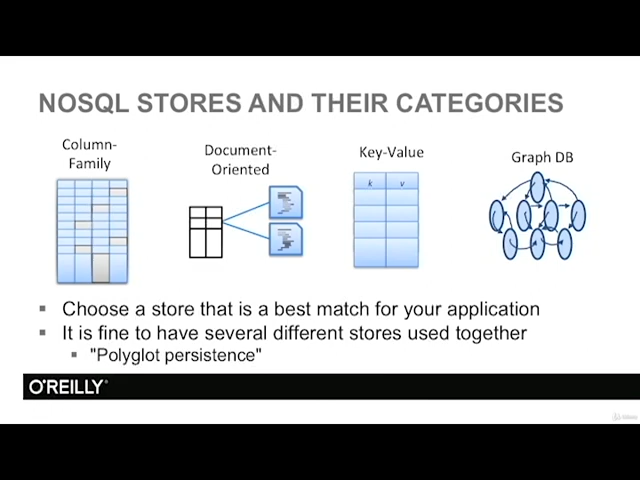 NOSQL STORES AND THEIR CATEGORIES
Column-
Family
Document-
Oriented
Key-Value
Graph DB
k v
▪ Choose a store that is a best match for your application
▪ It is fine to have several different stores used together
▪ "Polyglot persistence"
O'REILLY®